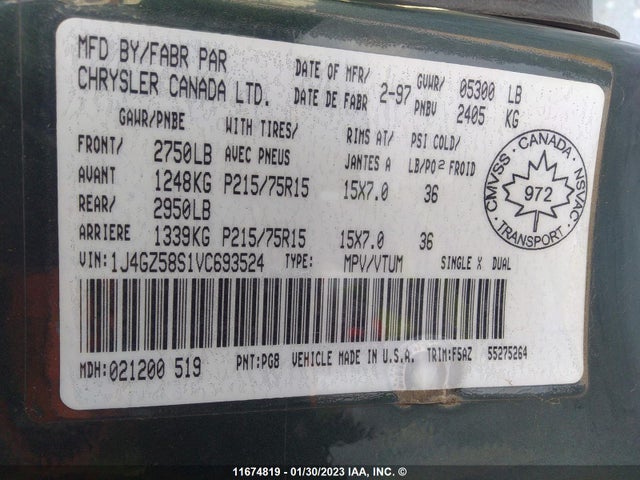 MFD BY/FABR PAR DATE OF MFR/ GVWR/ 05300 LB
CHRYSLER CANADA LTD. DATE DE FABR 2-97 PNBV 2405 KG
GAWR/PNBE WITH TIRES/ RIMS AT/ PSI COLD/
FRONT/ 2750LB AVEC PNEUS JANTES A LB/PO2 FROID
AVANT 1248KG P215/75R15 15X7.0 36
REAR/ 2950LB
ARRIERE 1339KG P215/75R15 15X7.0 36
CMVSS · CANADA · NSVAC
972
TRANSPORT
VIN:1J4GZ58S1VC693524 TYPE: MPV/VTUM SINGLE X DUAL
MDH:021200 519 PNT:PG8 VEHICLE MADE IN U.S.A. TRIM:F5AZ 55275264
11674819 - 01/30/2023 IAA, INC. ©